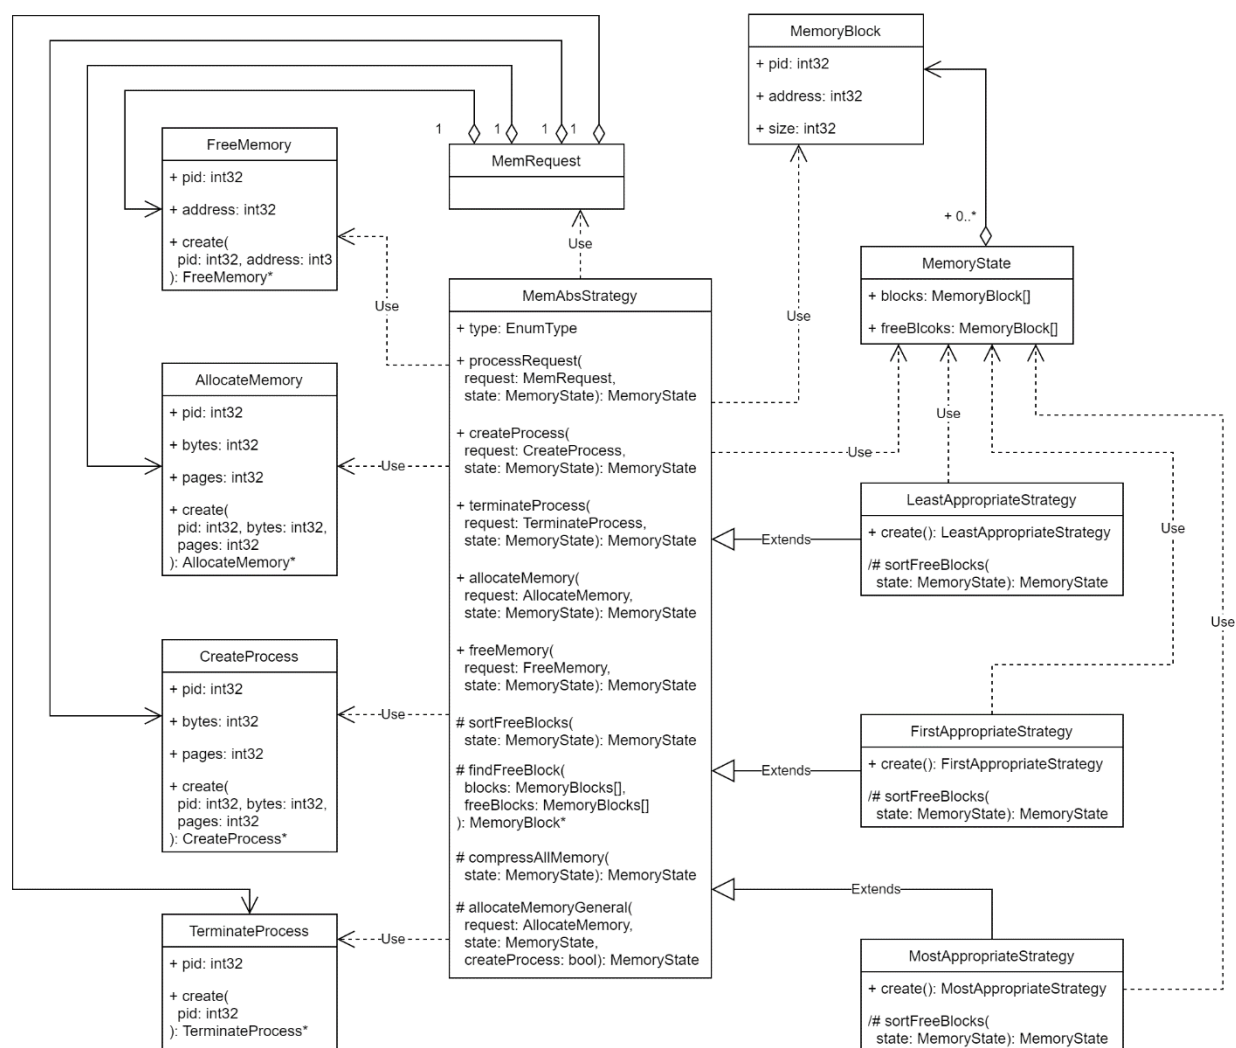 1
1
1
1
MemRequest
FreeMemory
+ pid: int32
+ address: int32
+ create(
pid: int32, address: int3
): FreeMemory*
AllocateMemory
+ pid: int32
+ bytes: int32
+ pages: int32
+ create(
pid: int32, bytes: int32,
pages: int32
): AllocateMemory*
CreateProcess
+ pid: int32
+ bytes: int32
+ pages: int32
+ create(
pid: int32, bytes: int32,
pages: int32
): CreateProcess*
TerminateProcess
+ pid: int32
+ create(
pid: int32
): TerminateProcess*
Use
Use
Use
Use
Use
MemAbsStrategy
+ type: EnumType
+ processRequest(
request: MemRequest,
state: MemoryState): MemoryState
+ createProcess(
request: CreateProcess,
state: MemoryState): MemoryState
+ terminateProcess(
request: TerminateProcess,
state: MemoryState): MemoryState
+ allocateMemory(
request: AllocateMemory,
state: MemoryState): MemoryState
+ freeMemory(
request: FreeMemory,
state: MemoryState): MemoryState
# sortFreeBlocks(
state: MemoryState): MemoryState
# findFreeBlock(
blocks: MemoryBlocks[],
freeBlocks: MemoryBlocks[]
): MemoryBlock*
# compressAllMemory(
state: MemoryState): MemoryState
# allocateMemoryGeneral(
request: AllocateMemory,
state: MemoryState,
createProcess: bool): MemoryState
MemoryBlock
+ pid: int32
+ address: int32
+ size: int32
+ 0..*
MemoryState
+ blocks: MemoryBlock[]
+ freeBlcoks: MemoryBlock[]
Use
Use
Use
Use
Use
Extends
LeastAppropriateStrategy
+ create(): LeastAppropriateStrategy
/# sortFreeBlocks(
state: MemoryState): MemoryState
Extends
FirstAppropriateStrategy
+ create(): FirstAppropriateStrategy
/# sortFreeBlocks(
state: MemoryState): MemoryState
Extends
MostAppropriateStrategy
+ create(): MostAppropriateStrategy
/# sortFreeBlocks(
state: MemoryState): MemoryState